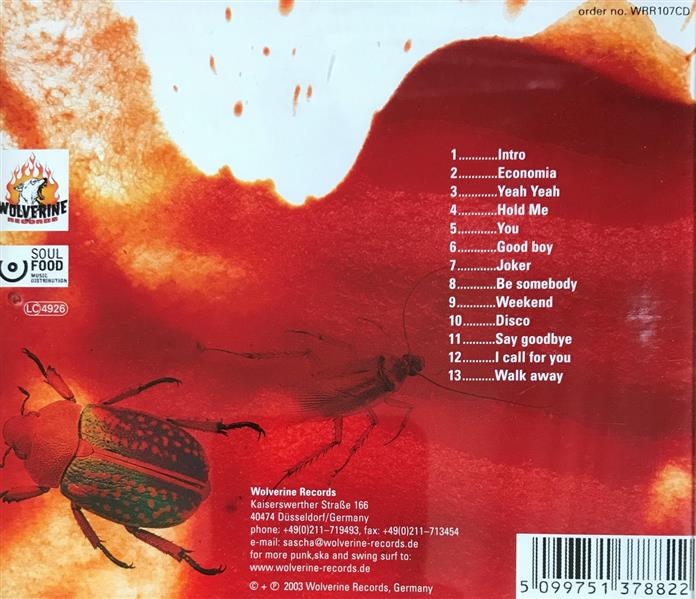 order no. WRR107CD
WOLVERINE
RECORDS
SOUL
FOOD
MUSIC
DISTRIBUTION
LC 4926
1............Intro
2............Economia
3............Yeah Yeah
4............Hold Me
5............You
6............Good boy
7............Joker
8............Be somebody
9............Weekend
10..........Disco
11..........Say goodbye
12..........I call for you
13..........Walk away
Wolverine Records
Kaiserswerther Straße 166
40474 Düsseldorf/Germany
phone: +49(0)211–719493, fax: +49(0)211–713454
e-mail: sascha@wolverine-records.de
for more punk,ska and swing surf to:
www.wolverine-records.de
© + ℗ 2003 Wolverine Records, Germany
5 099751 378822